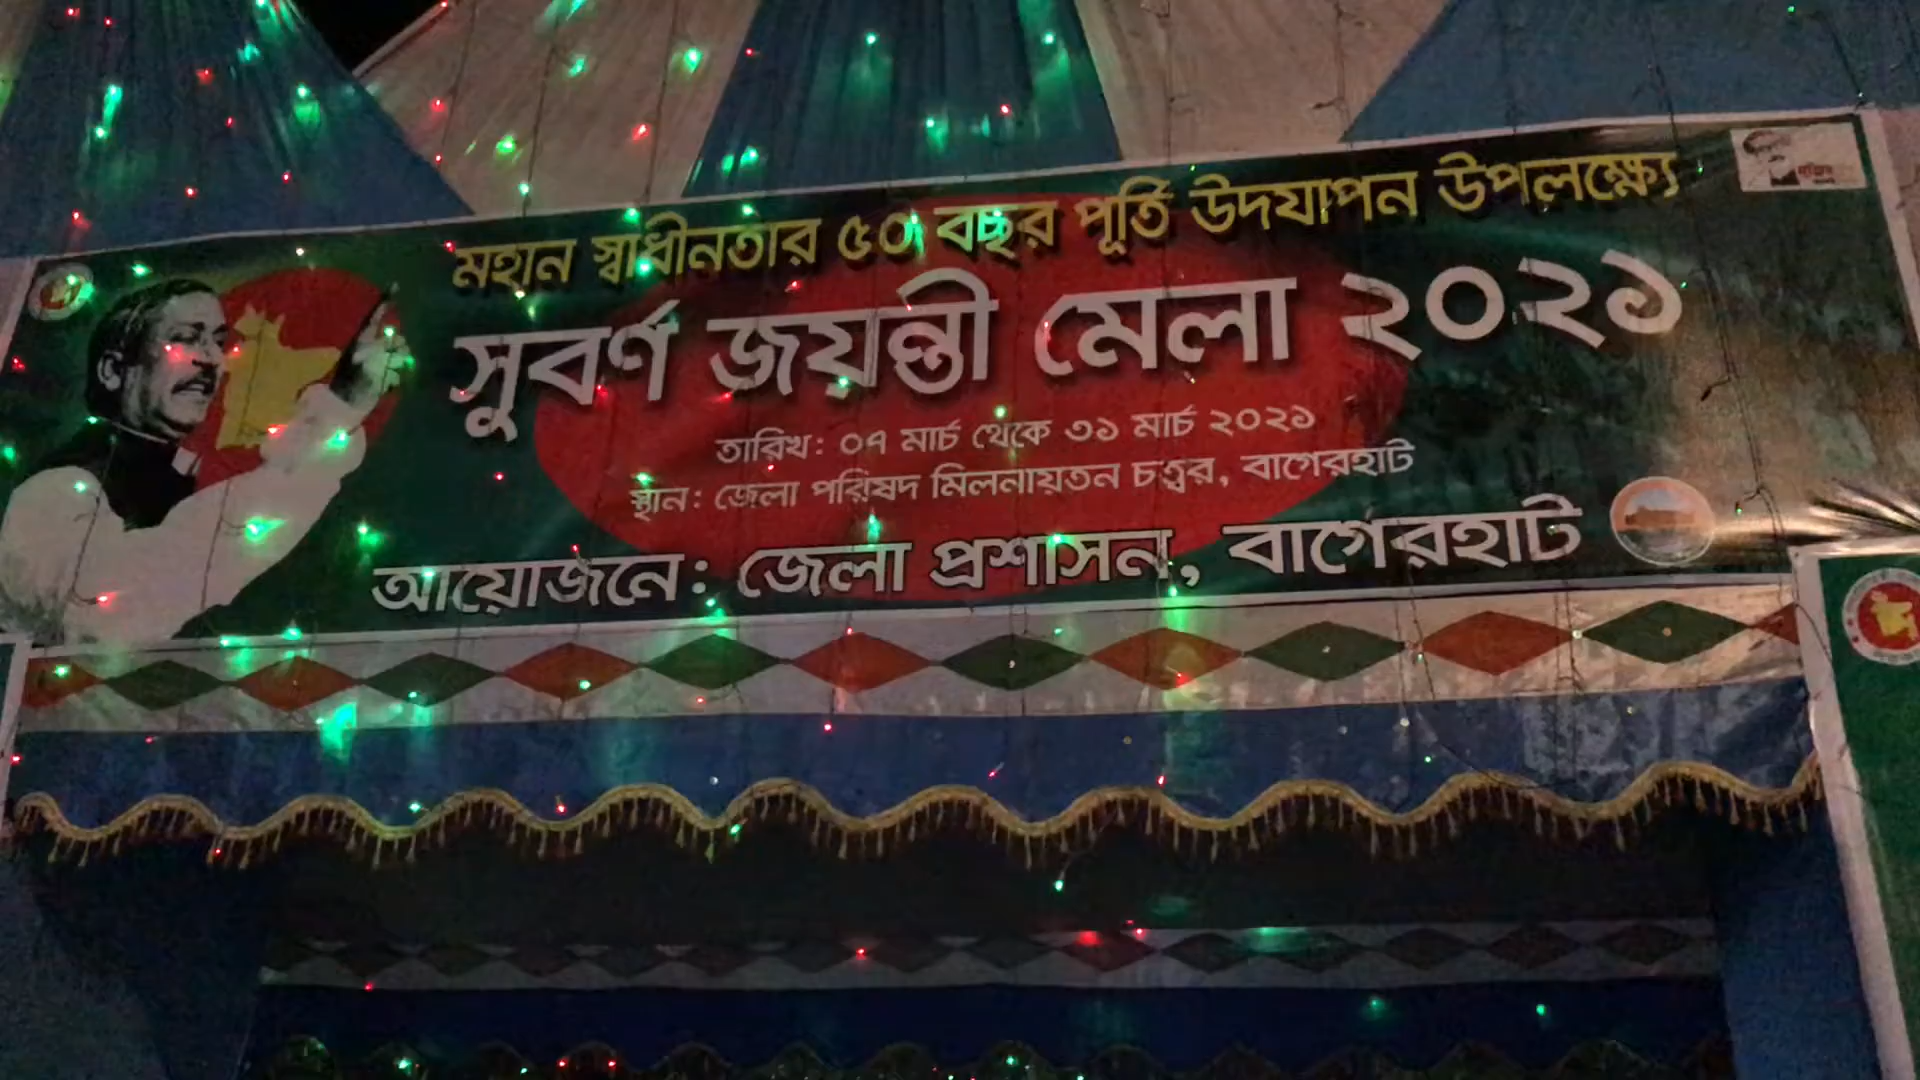 মহান স্বাধীনতার ৫০ বছর পূর্তি উদযাপন উপলক্ষ্যে
সুবর্ণ জয়ন্তী মেলা ২০২১
তারিখ: ০৭ মার্চ থেকে ৩১ মার্চ ২০২১
স্থান: জেলা পরিষদ মিলনায়তন চত্ত্বর, বাগেরহাট
আয়োজনে: জেলা প্রশাসন, বাগেরহাট